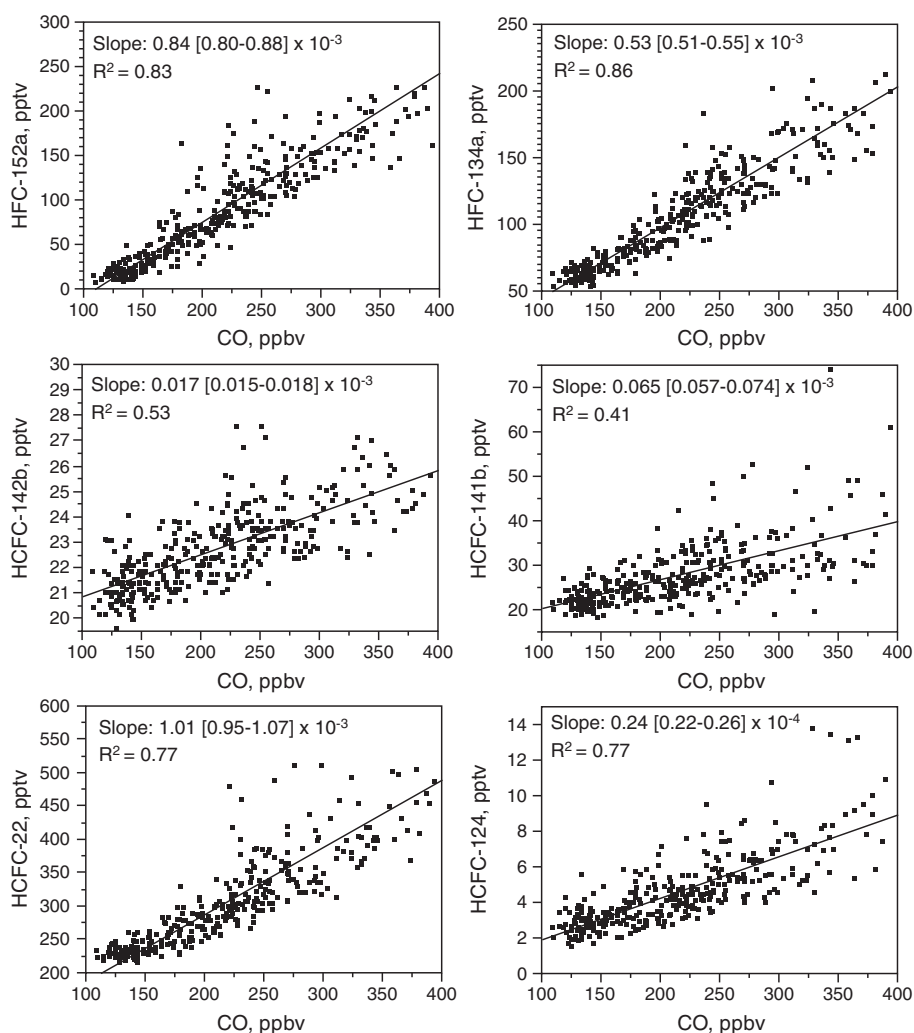 Slope: 0.84 [0.80-0.88] x 10-3
R2 = 0.83
HFC-152a, pptv
300
250
200
150
100
50
0
100 150 200 250 300 350 400
CO, ppbv
Slope: 0.53 [0.51-0.55] x 10-3
R2 = 0.86
HFC-134a, pptv
250
200
150
100
50
100 150 200 250 300 350 400
CO, ppbv
Slope: 0.017 [0.015-0.018] x 10-3
R2 = 0.53
HCFC-142b, pptv
30
29
28
27
26
25
24
23
22
21
20
100 150 200 250 300 350 400
CO, ppbv
Slope: 0.065 [0.057-0.074] x 10-3
R2 = 0.41
HCFC-141b, pptv
70
60
50
40
30
20
100 150 200 250 300 350 400
CO, ppbv
Slope: 1.01 [0.95-1.07] x 10-3
R2 = 0.77
HCFC-22, pptv
600
550
500
450
400
350
300
250
200
100 150 200 250 300 350 400
CO, ppbv
Slope: 0.24 [0.22-0.26] x 10-4
R2 = 0.77
HCFC-124, pptv
14
12
10
8
6
4
2
0
100 150 200 250 300 350 400
CO, ppbv